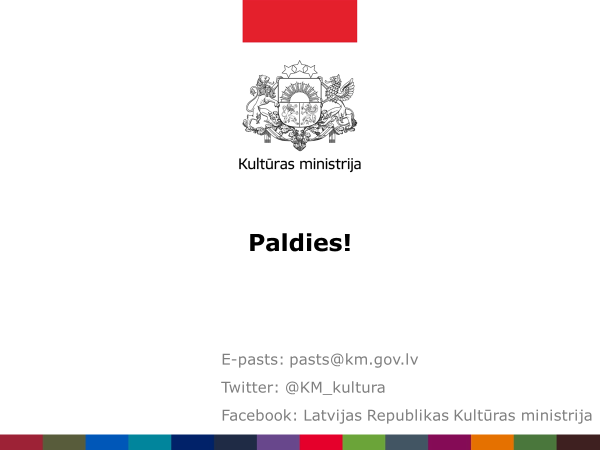 Kultūras ministrija
Paldies!
E-pasts: pasts@km.gov.lv
Twitter: @KM_kultura
Facebook: Latvijas Republikas Kultūras ministrija